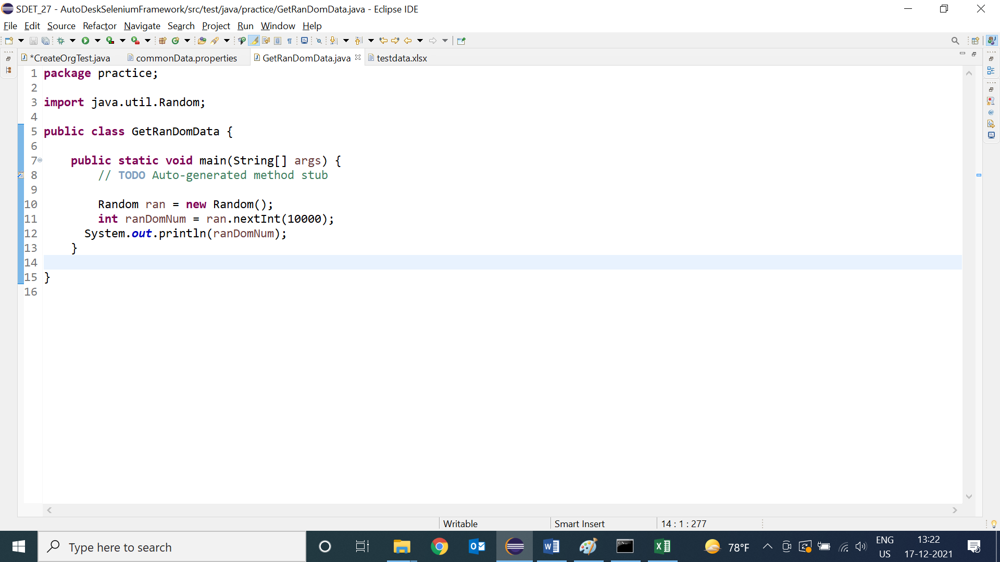 SDET_27 - AutoDeskSeleniumFramework/src/test/java/practice/GetRanDomData.java - Eclipse IDE
File Edit Source Refactor Navigate Search Project Run Window Help
*CreateOrgTest.java commonData.properties GetRanDomData.java testdata.xlsx
1 package practice;
2
3 import java.util.Random;
4
5 public class GetRanDomData {
6
7 public static void main(String[] args) {
8 // TODO Auto-generated method stub
9
10 Random ran = new Random();
11 int ranDomNum = ran.nextInt(10000);
12 System.out.println(ranDomNum);
13 }
14
15 }
16
Writable Smart Insert 14 : 1 : 277
Type here to search 78°F ENG 13:22
US 17-12-2021